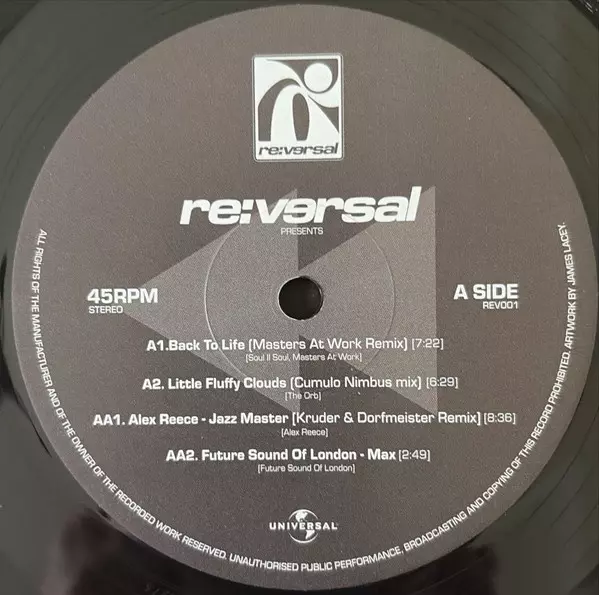 re:versal
re:versal
PRESENTS
45RPM
STEREO
A SIDE
REV001
A1.Back To Life (Masters At Work Remix) [7:22]
[Soul II Soul, Masters At Work]
A2. Little Fluffy Clouds (Cumulo Nimbus mix) [6:29]
[The Orb]
AA1. Alex Reece - Jazz Master [Kruder & Dorfmeister Remix] [8:36]
[Alex Reece]
AA2. Future Sound Of London - Max [2:49]
[Future Sound Of London]
UNIVERSAL
ALL RIGHTS OF THE MANUFACTURER AND OF THE OWNER OF THE RECORDED WORK RESERVED. UNAUTHORISED PUBLIC PERFORMANCE, BROADCASTING AND COPYING OF THIS RECORD PROHIBITED. ARTWORK BY JAMES LACEY.